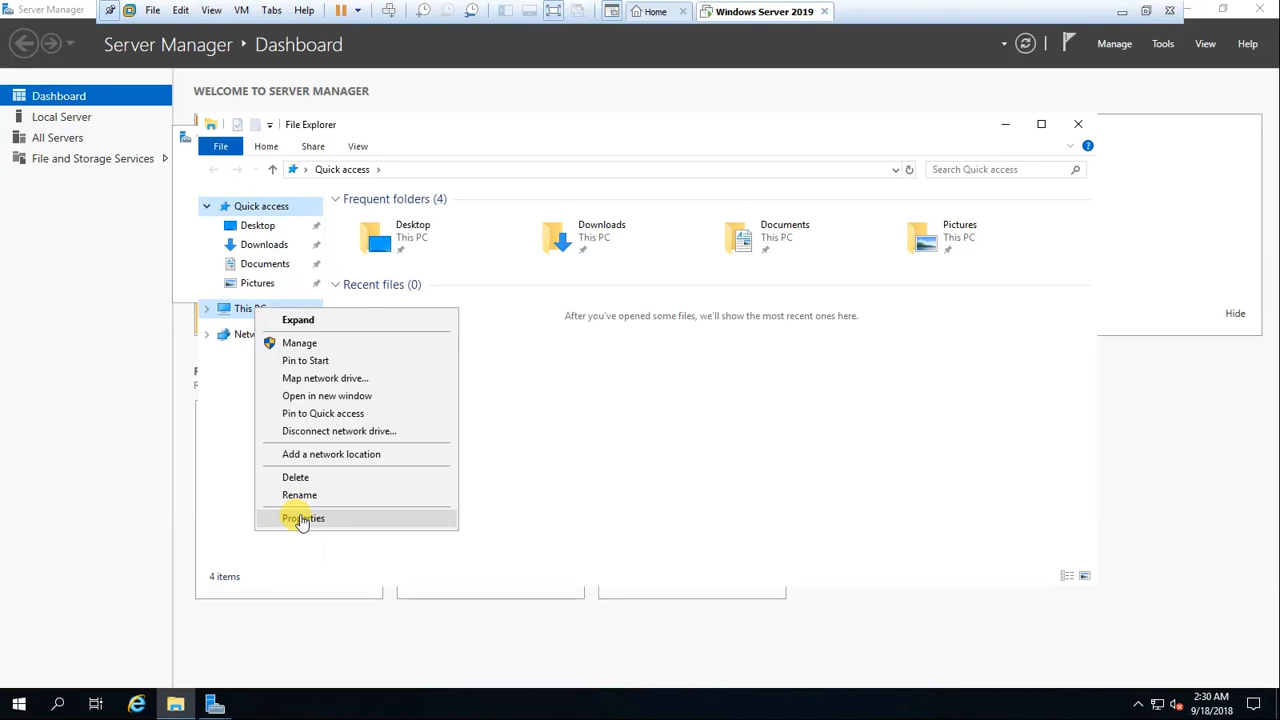 Server Manager
File Edit View VM Tabs Help
Home
Windows Server 2019
Server Manager Dashboard
Manage Tools View Help
Dashboard
Local Server
All Servers
File and Storage Services
WELCOME TO SERVER MANAGER
File Explorer
File Home Share View
Quick access
Search Quick access
Quick access
Desktop
Downloads
Documents
Pictures
This PC
Frequent folders (4)
Desktop
This PC
Downloads
This PC
Documents
This PC
Pictures
This PC
Recent files (0)
After you've opened some files, we'll show the most recent ones here.
Hide
Expand
Manage
Pin to Start
Map network drive...
Open in new window
Pin to Quick access
Disconnect network drive...
Add a network location
Delete
Rename
Properties
4 items
2:30 AM
9/18/2018